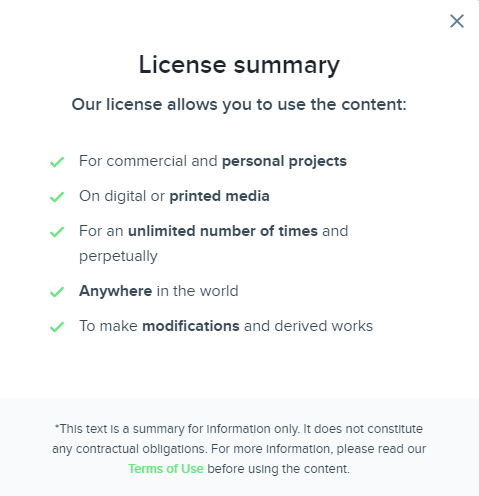 License summary
Our license allows you to use the content:
For commercial and personal projects
On digital or printed media
For an unlimited number of times and
perpetually
Anywhere in the world
To make modifications and derived works
*This text is a summary for information only. It does not constitute
any contractual obligations. For more information, please read our
Terms of Use before using the content.